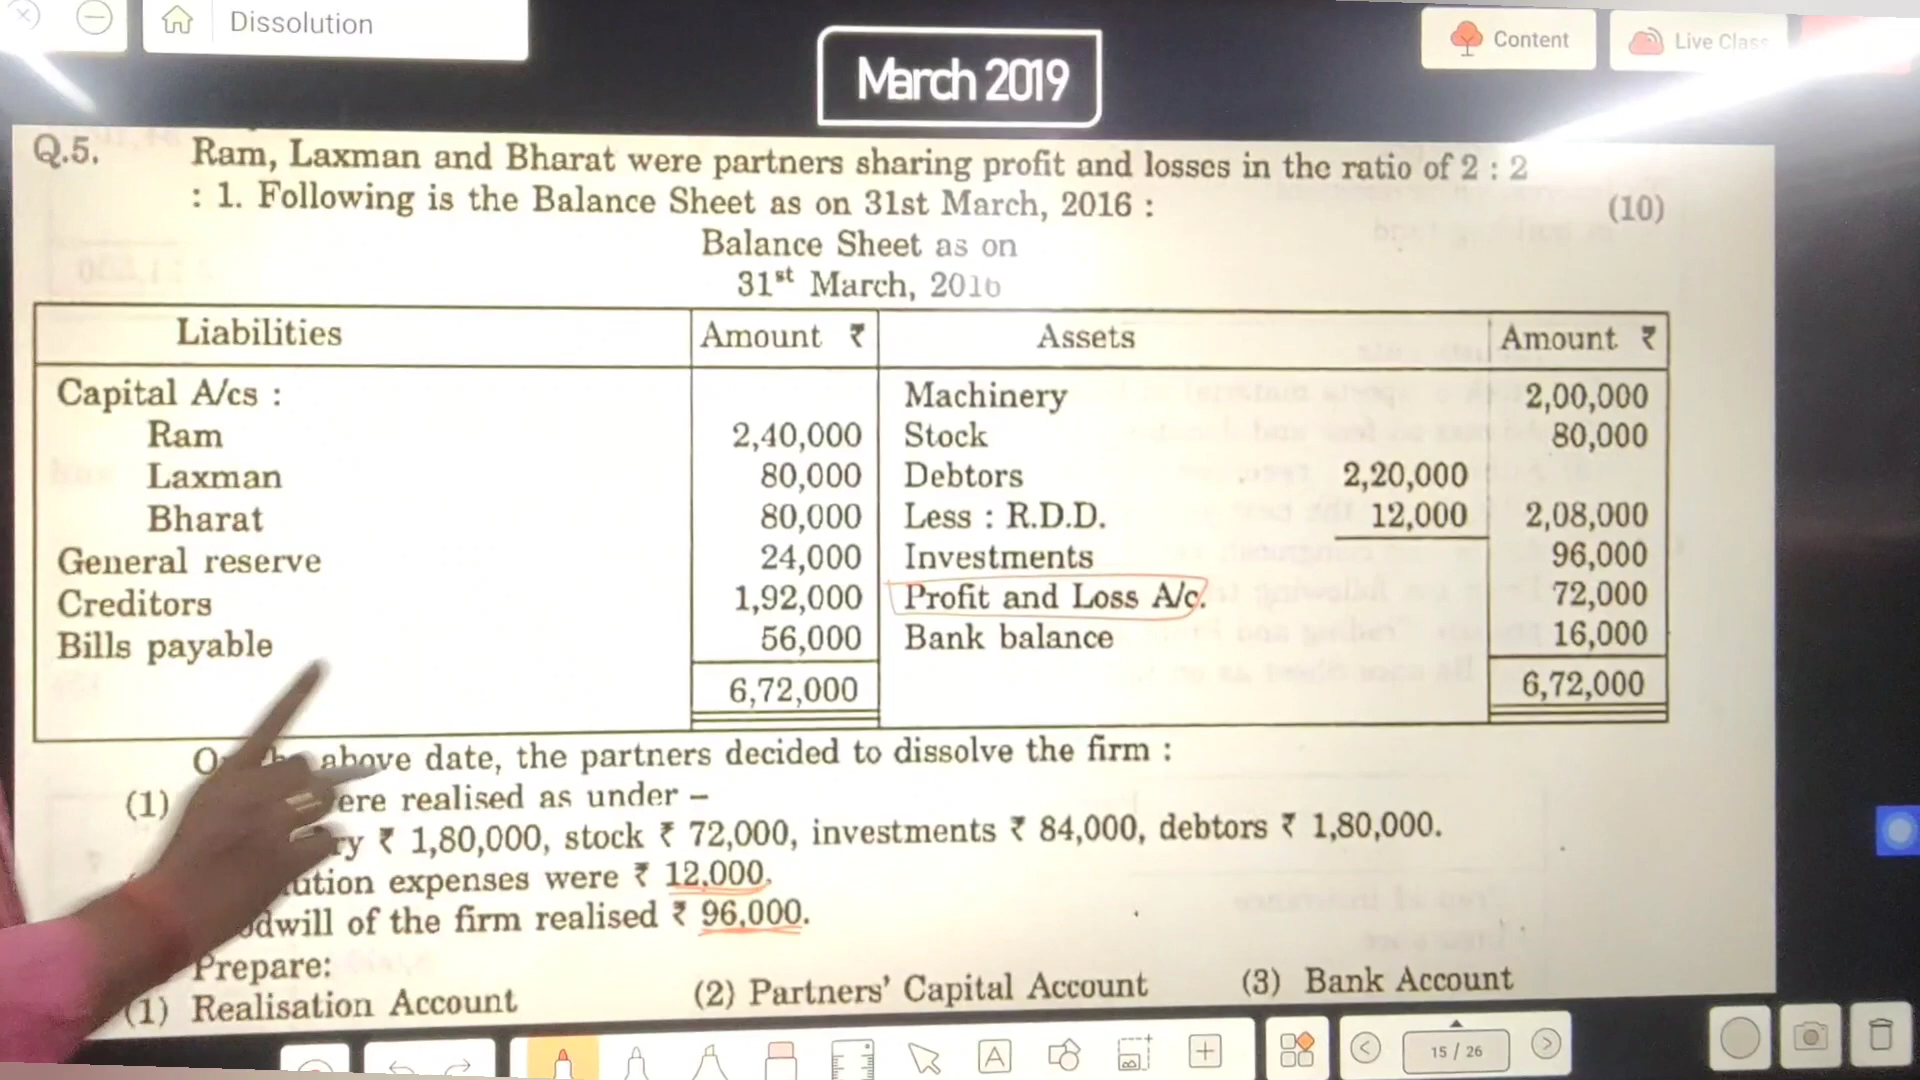 Dissolution
March 2019
Content
Live Class
Q.5. Ram, Laxman and Bharat were partners sharing profit and losses in the ratio of 2 : 2
: 1. Following is the Balance Sheet as on 31st March, 2016 : (10)
Balance Sheet as on
31st March, 2016
Liabilities Amount ₹ Assets Amount ₹
Capital A/cs : Machinery 2,00,000
Ram 2,40,000 Stock 80,000
Laxman 80,000 Debtors 2,20,000
Bharat 80,000 Less : R.D.D. 12,000 2,08,000
General reserve 24,000 Investments 96,000
Creditors 1,92,000 Profit and Loss A/c. 72,000
Bills payable 56,000 Bank balance 16,000
6,72,000 6,72,000
above date, the partners decided to dissolve the firm :
(1) realised as under –
₹ 1,80,000, stock ₹ 72,000, investments ₹ 84,000, debtors ₹ 1,80,000.
expenses were ₹ 12,000.
of the firm realised ₹ 96,000.
Prepare:
(1) Realisation Account (2) Partners' Capital Account (3) Bank Account
A
15 / 26